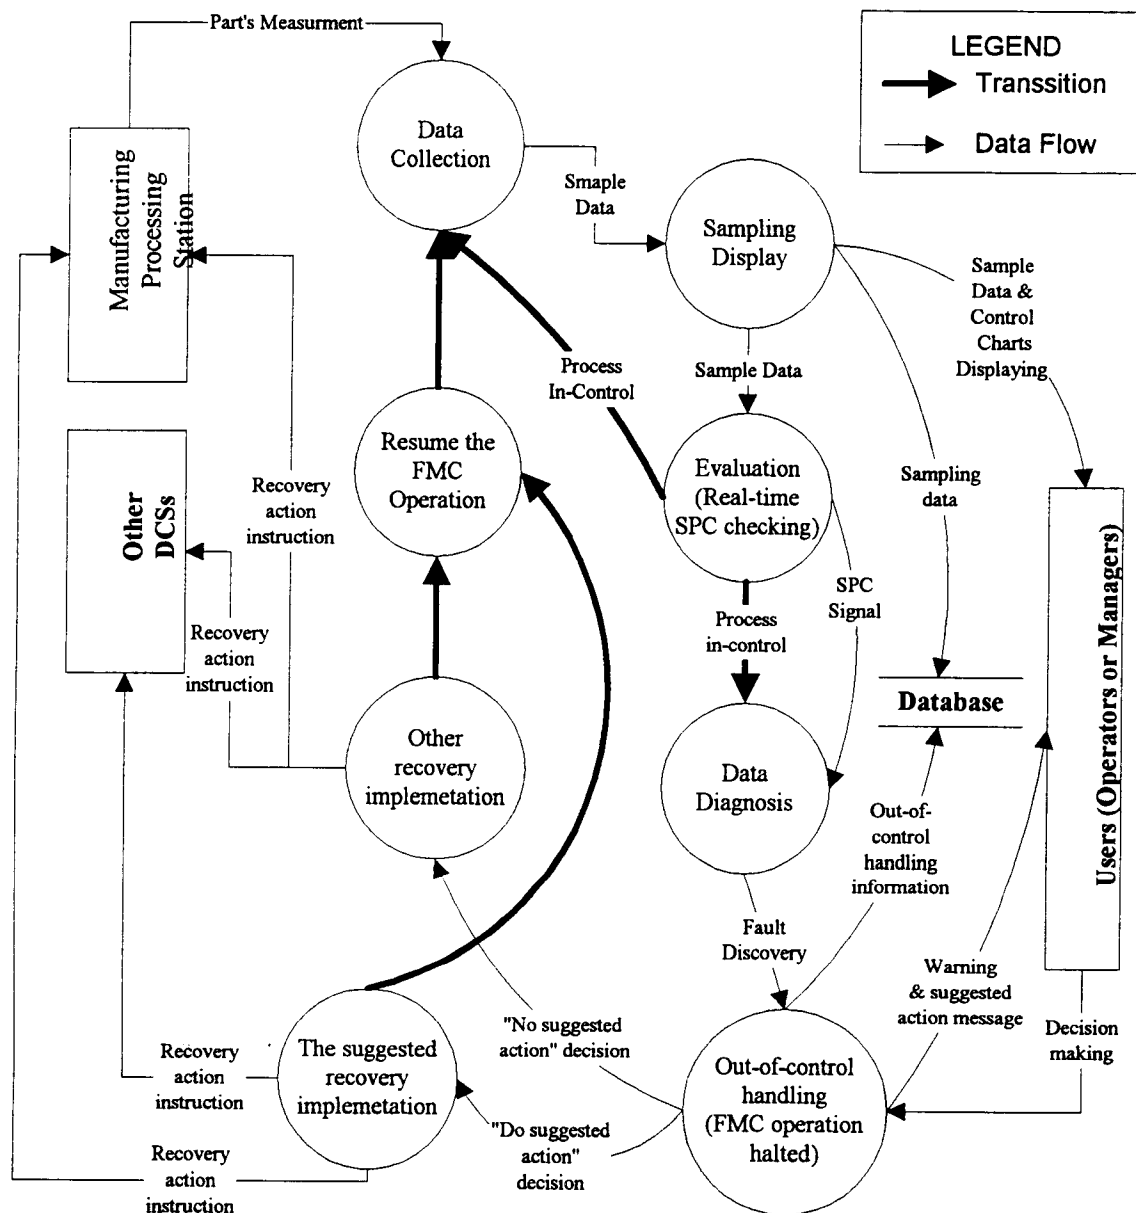 Part's Measurment
LEGEND
Transsition
Data Flow
Data
Collection
Smaple
Data
Sampling
Display
Manufacturing
Processing
Station
Sample
Data &
Control
Charts
Displaying
Process
In-Control
Sample Data
Resume the
FMC
Operation
Evaluation
(Real-time
SPC checking)
Sampling
data
Recovery
action
instruction
Other
DCSs
SPC
Signal
Process
in-control
Users (Operators or Managers)
Recovery
action
instruction
Database
Other
recovery
implemetation
Data
Diagnosis
Out-of-
control
handling
information
Fault
Discovery
Warning
& suggested
action message
"No suggested
action" decision
Decision
making
The suggested
recovery
implemetation
Recovery
action
instruction
Out-of-control
handling
(FMC operation
halted)
"Do suggested
action"
decision
Recovery
action
instruction